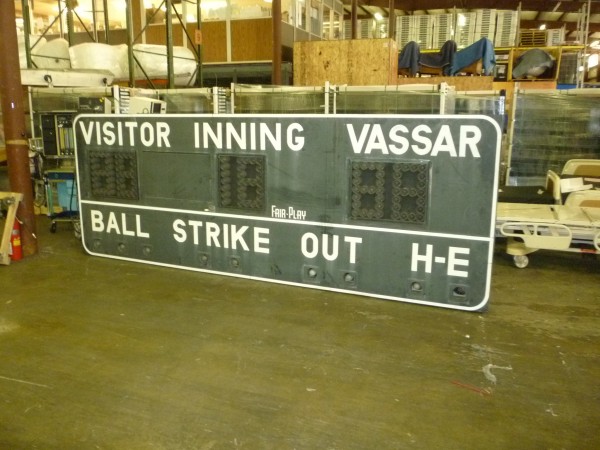 VISITOR INNING VASSAR
FAIR-PLAY
BALL STRIKE OUT H-E